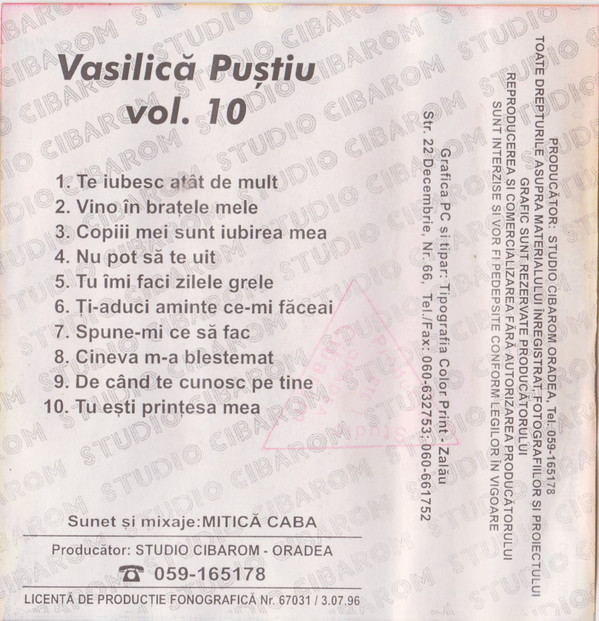 Vasilică Puștiu
vol. 10
1. Te iubesc atât de mult
2. Vino în brațele mele
3. Copiii mei sunt iubirea mea
4. Nu pot să te uit
5. Tu îmi faci zilele grele
6. Ti-aduci aminte ce-mi făceai
7. Spune-mi ce să fac
8. Cineva m-a blestemat
9. De când te cunosc pe tine
10. Tu ești printesa mea
Sunet și mixaje:MITICĂ CABA
Producător: STUDIO CIBAROM - ORADEA
☎ 059-165178
LICENTĂ DE PRODUCTIE FONOGRAFICĂ Nr. 67031 / 3.07.96
Grafica PC si tipar: Tipografia Color Print - Zalău
Str. 22 Decembrie, Nr. 66, Tel./Fax: 060-632753; 060-661752
PRODUCĂTOR: STUDIO CIBAROM ORADEA, Tel. 059-165178
TOATE DREPTURILE ASUPRA MATERIALULUI ÎNREGISTRAT, FOTOGRAFIILOR ȘI PROIECTULUI
GRAFIC SUNT REZERVATE PRODUCĂTORULUI
REPRODUCEREA ȘI COMERCIALIZAREA FĂRĂ AUTORIZAREA PRODUCĂTORULUI
SUNT INTERZISE ȘI VOR FI PEDEPSITE CONFORM LEGILOR ÎN VIGOARE
STUDIO CIBAROM